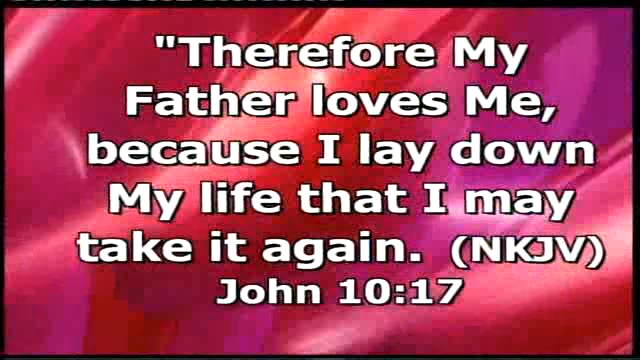 "Therefore My
Father loves Me,
because I lay down
My life that I may
take it again. (NKJV)
John 10:17